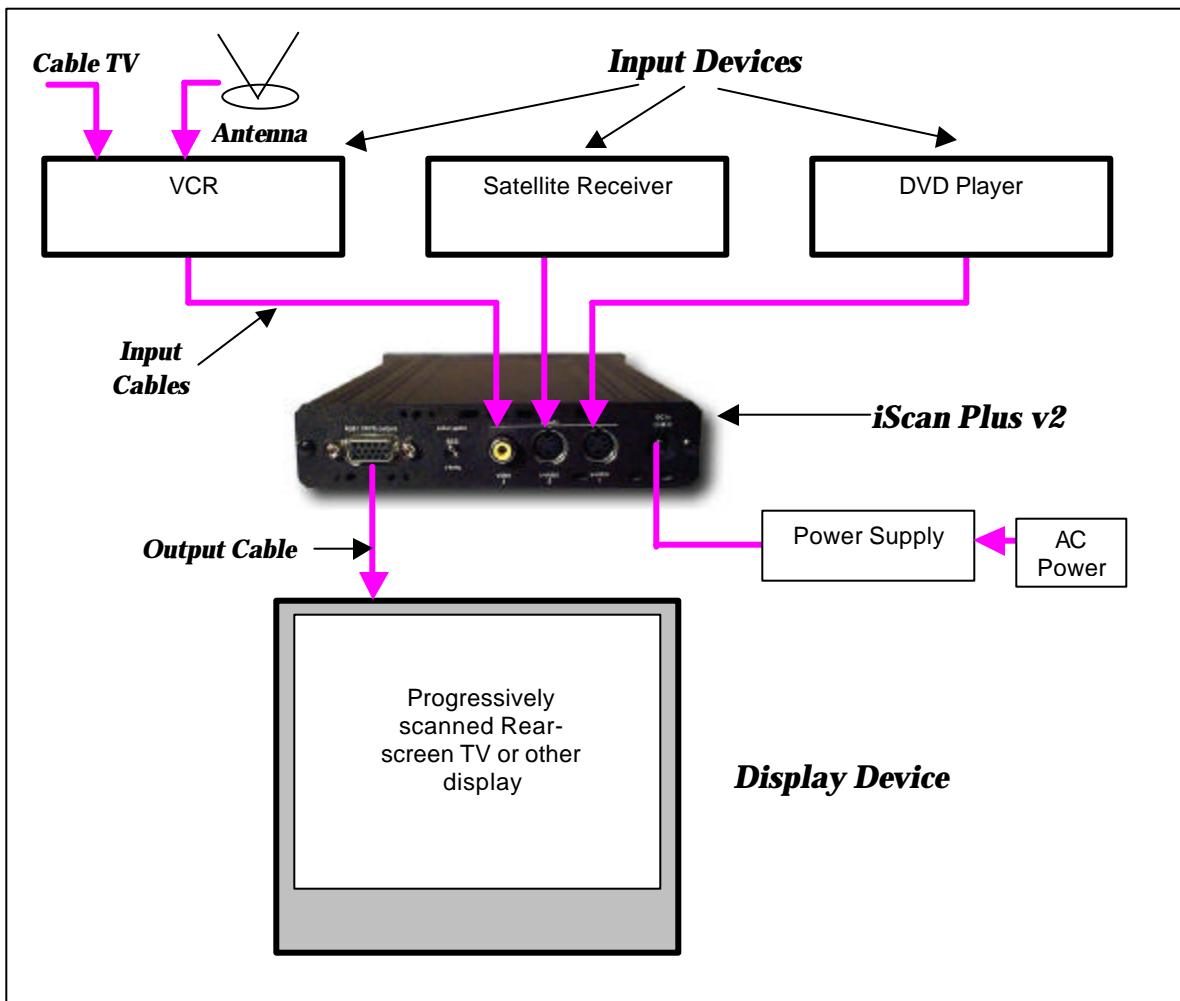 Cable TV
Input Devices
Antenna
VCR
Satellite Receiver
DVD Player
Input
Cables
iScan Plus v2
Output Cable
Power Supply
AC
Power
Progressively
scanned Rear-
screen TV or other
display
Display Device